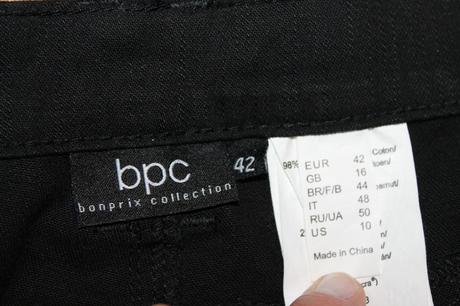 bpc
bonprix collection
42
98%
EUR 42
GB 16
BR/F/B 44
IT 48
RU/UA 50
US 10
Made in China
Coton/